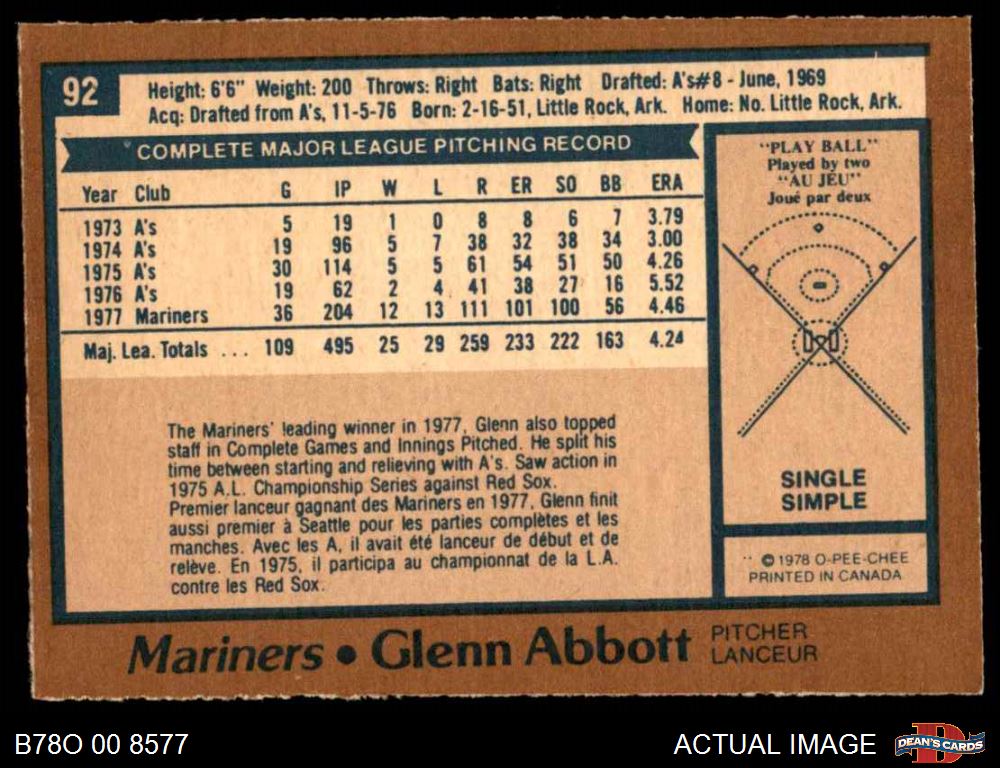 92
Height: 6'6" Weight: 200 Throws: Right Bats: Right Drafted: A's#8 - June, 1969
Acq: Drafted from A's, 11-5-76 Born: 2-16-51, Little Rock, Ark. Home: No. Little Rock, Ark.
COMPLETE MAJOR LEAGUE PITCHING RECORD
Year Club G IP W L R ER SO BB ERA
1973 A's 5 19 1 0 8 8 6 7 3.79
1974 A's 19 96 5 7 38 32 38 34 3.00
1975 A's 30 114 5 5 61 54 51 50 4.26
1976 A's 19 62 2 4 41 38 27 16 5.52
1977 Mariners 36 204 12 13 111 101 100 56 4.46
Maj. Lea. Totals ... 109 495 25 29 259 233 222 163 4.24
The Mariners' leading winner in 1977, Glenn also topped
staff in Complete Games and Innings Pitched. He split his
time between starting and relieving with A's. Saw action in
1975 A.L. Championship Series against Red Sox.
Premier lanceur gagnant des Mariners en 1977, Glenn finit
aussi premier à Seattle pour les parties complètes et les
manches. Avec les A, il avait été lanceur de début et de
relève. En 1975, il participa au championnat de la L.A.
contre les Red Sox.
"PLAY BALL"
Played by two
"AU JEU"
Joué par deux
SINGLE
SIMPLE
© 1978 O-PEE-CHEE
PRINTED IN CANADA
Mariners • Glenn Abbott
PITCHER
LANCEUR
B78O 00 8577
ACTUAL IMAGE
DEAN'S CARDS